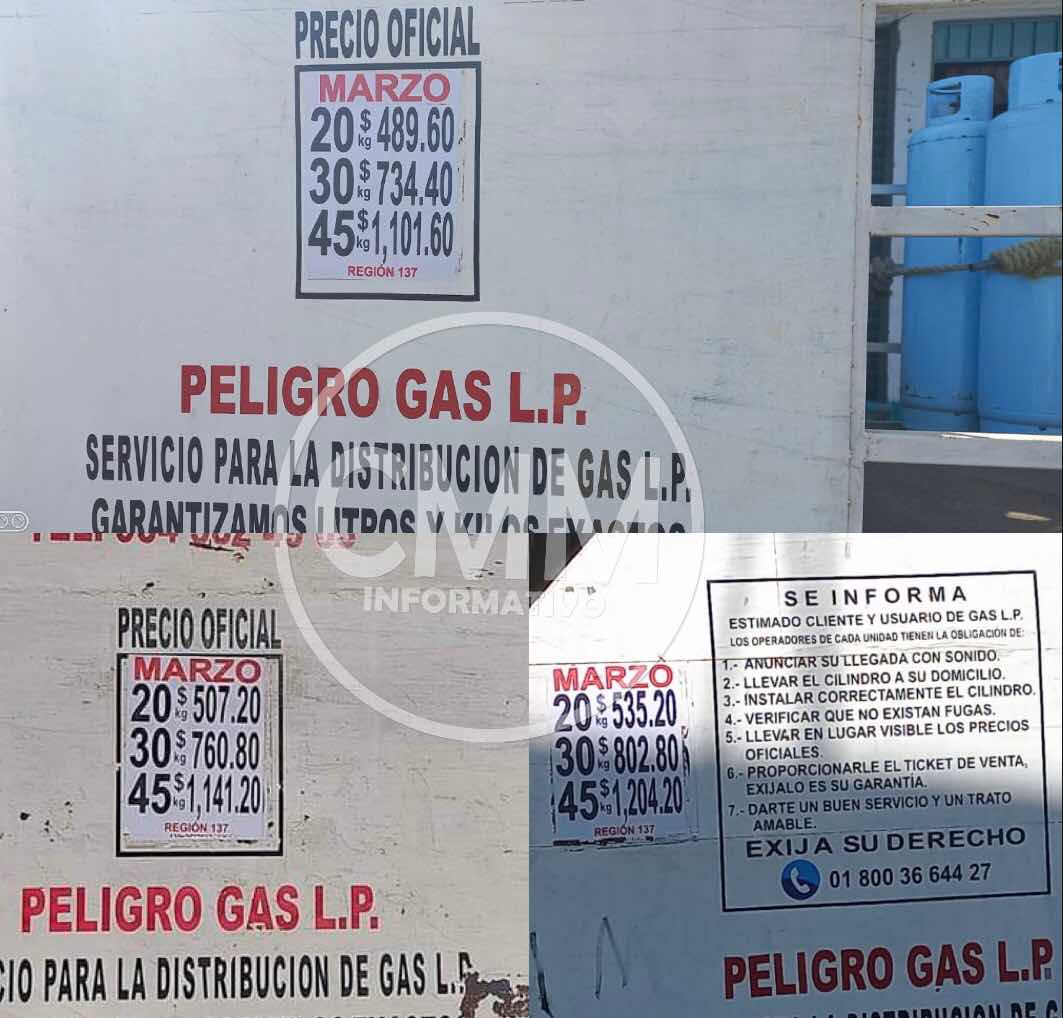 PRECIO OFICIAL
MARZO
20 $ kg 489.60
30 $ kg 734.40
45 $ kg 1,101.60
REGIÓN 137
PELIGRO GAS L.P.
SERVICIO PARA LA DISTRIBUCION DE GAS L.P.
GARANTIZAMOS LITROS Y KILOS EXACTOS
CMM
INFORMATIVO
PRECIO OFICIAL
MARZO
20 $ kg 507.20
30 $ kg 760.80
45 $ kg 1,141.20
REGIÓN 137
PELIGRO GAS L.P.
CIO PARA LA DISTRIBUCION DE GAS L.P.
MARZO
20 $ kg 535.20
30 $ kg 802.80
45 $ kg 1,204.20
REGIÓN 137
SE INFORMA
ESTIMADO CLIENTE Y USUARIO DE GAS L.P.
LOS OPERADORES DE CADA UNIDAD TIENEN LA OBLIGACIÓN DE:
1.- ANUNCIAR SU LLEGADA CON SONIDO.
2.- LLEVAR EL CILINDRO A SU DOMICILIO.
3.- INSTALAR CORRECTAMENTE EL CILINDRO.
4.- VERIFICAR QUE NO EXISTAN FUGAS.
5.- LLEVAR EN LUGAR VISIBLE LOS PRECIOS
OFICIALES.
6.- PROPORCIONARLE EL TICKET DE VENTA,
EXIJALO ES SU GARANTÍA.
7.- DARTE UN BUEN SERVICIO Y UN TRATO
AMABLE.
EXIJA SU DERECHO
01 800 36 644 27
PELIGRO GAS L.P.